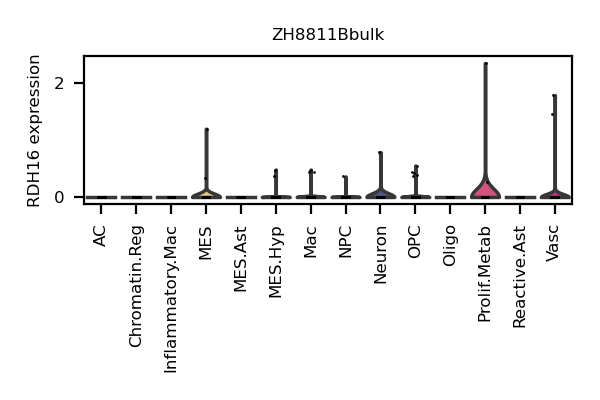 ZH8811Bbulk
RDH16 expression
2
0
AC
Chromatin.Reg
Inflammatory.Mac
MES
MES.Ast
MES.Hyp
Mac
NPC
Neuron
OPC
Oligo
Prolif.Metab
Reactive.Ast
Vasc